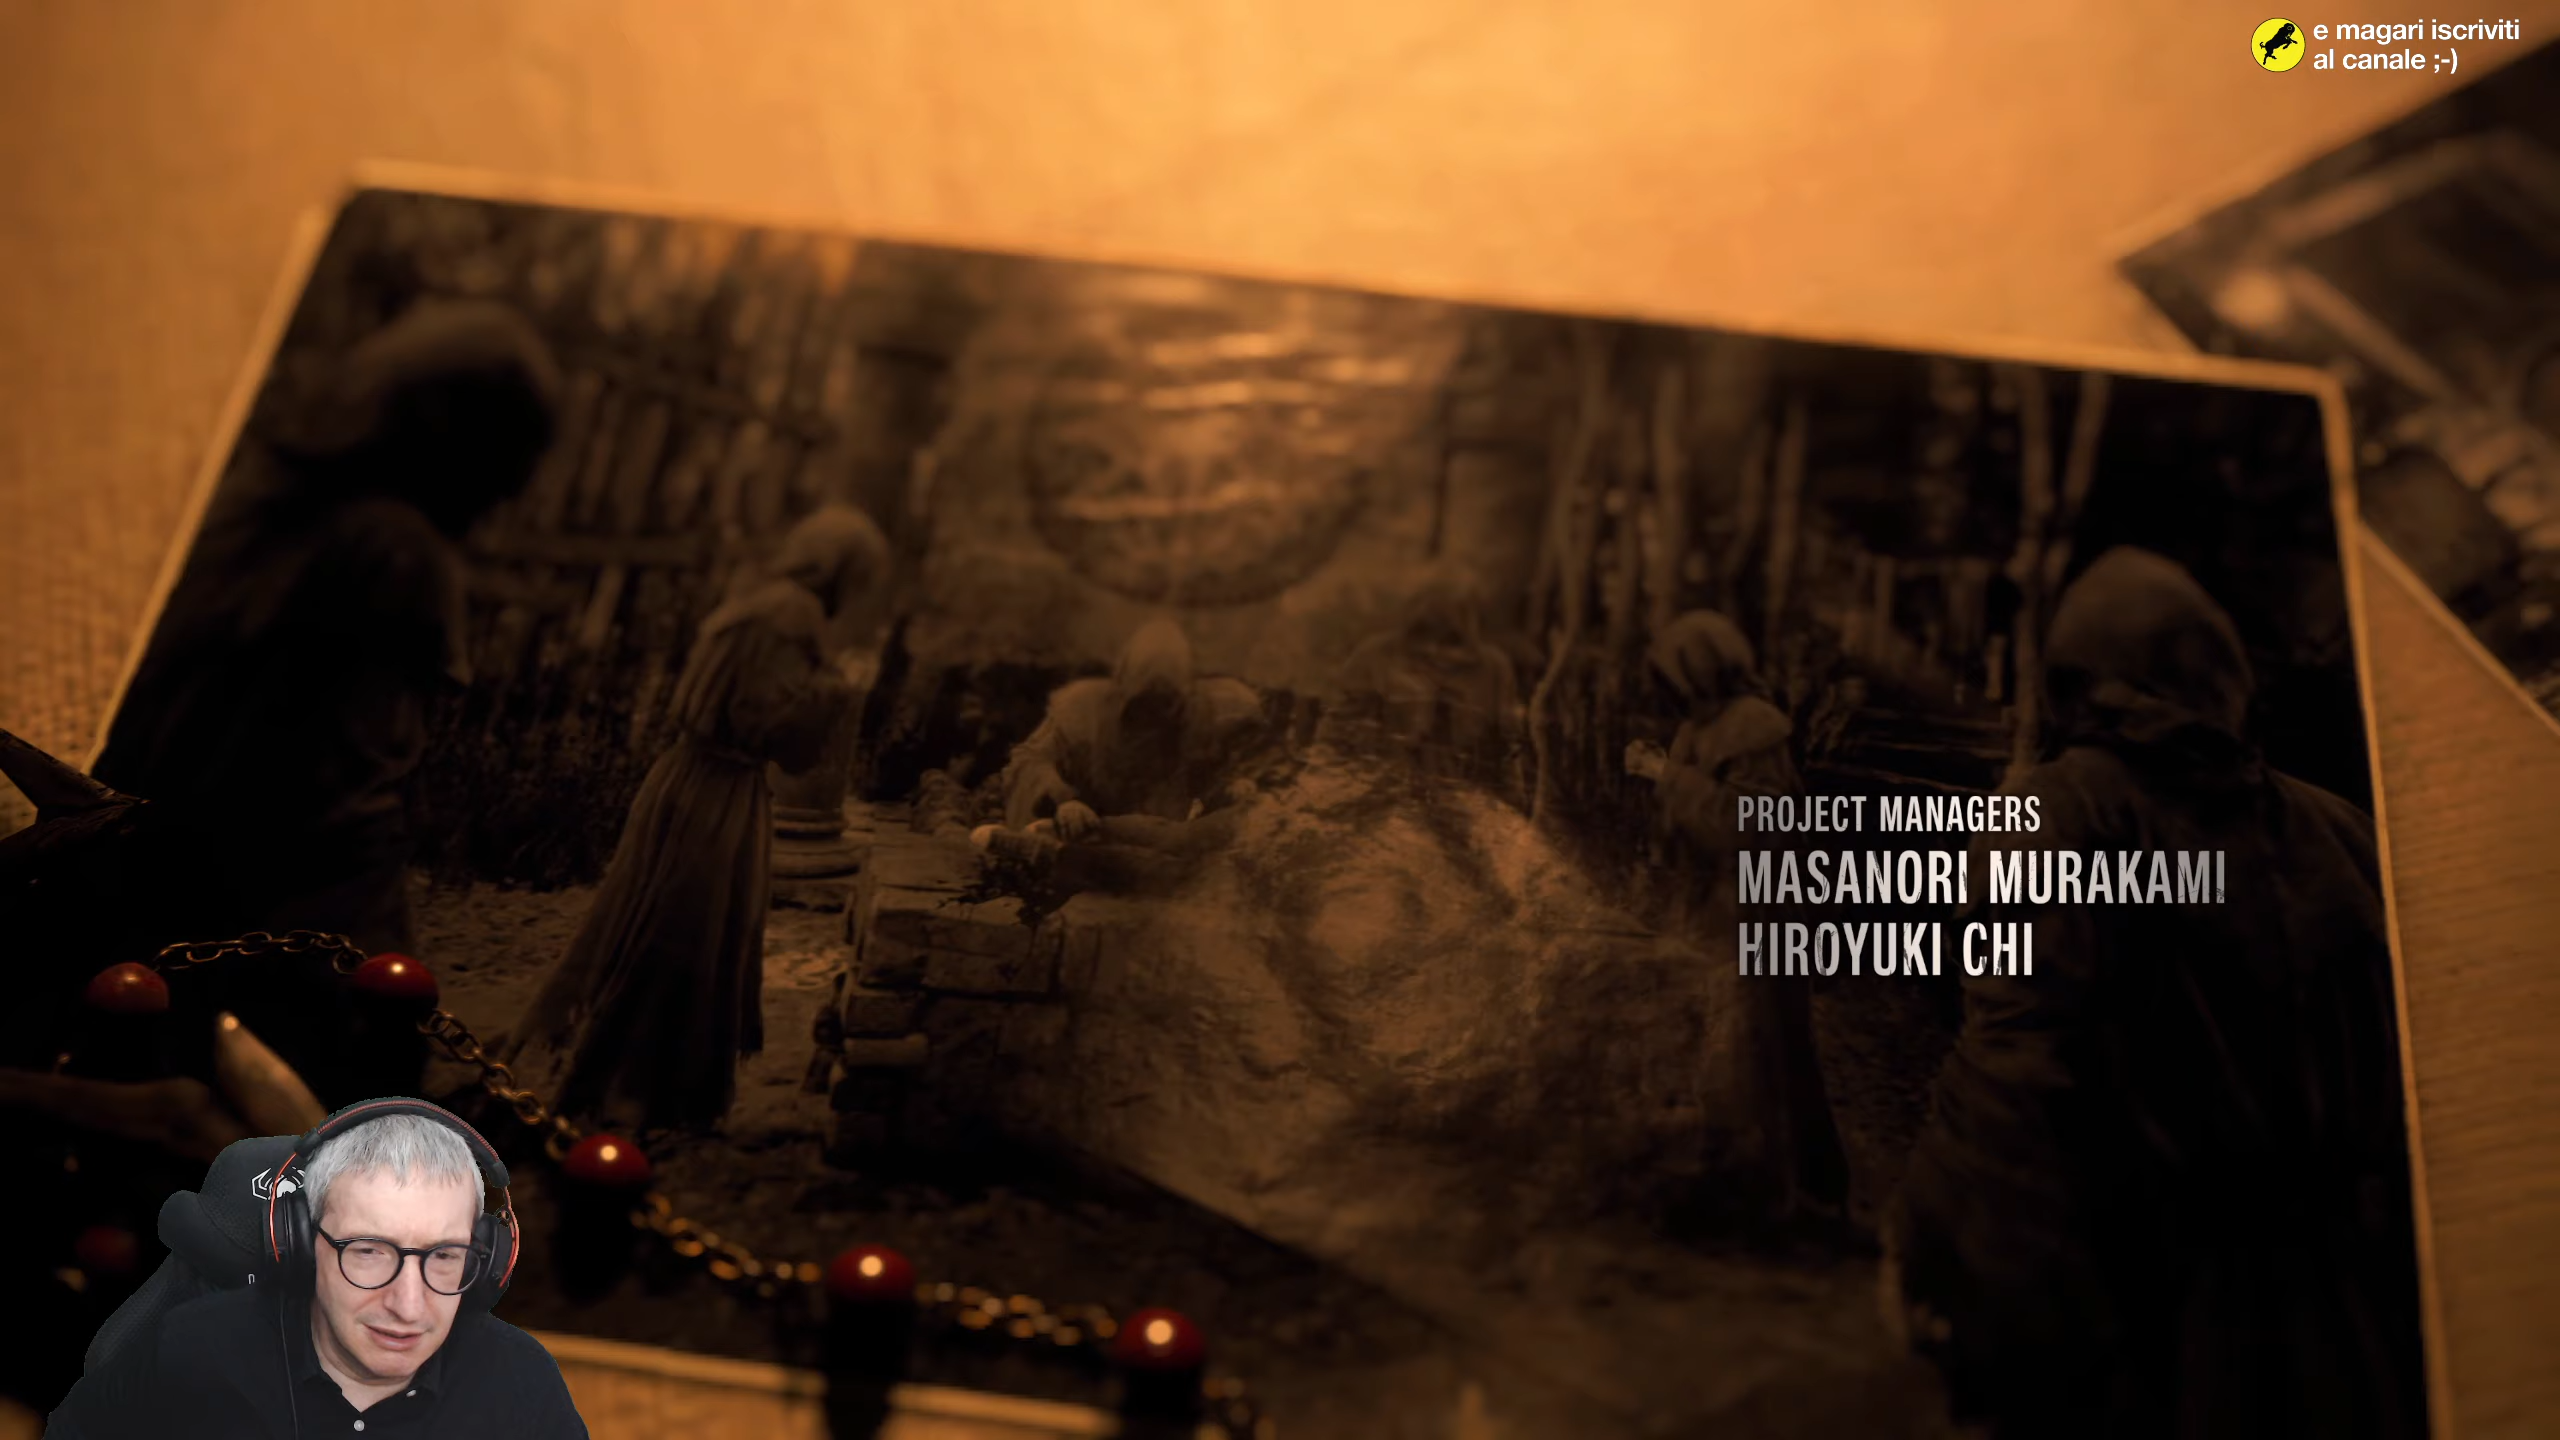 e magari iscriviti
al canale ;-)
PROJECT MANAGERS
MASANORI MURAKAMI
HIROYUKI CHI